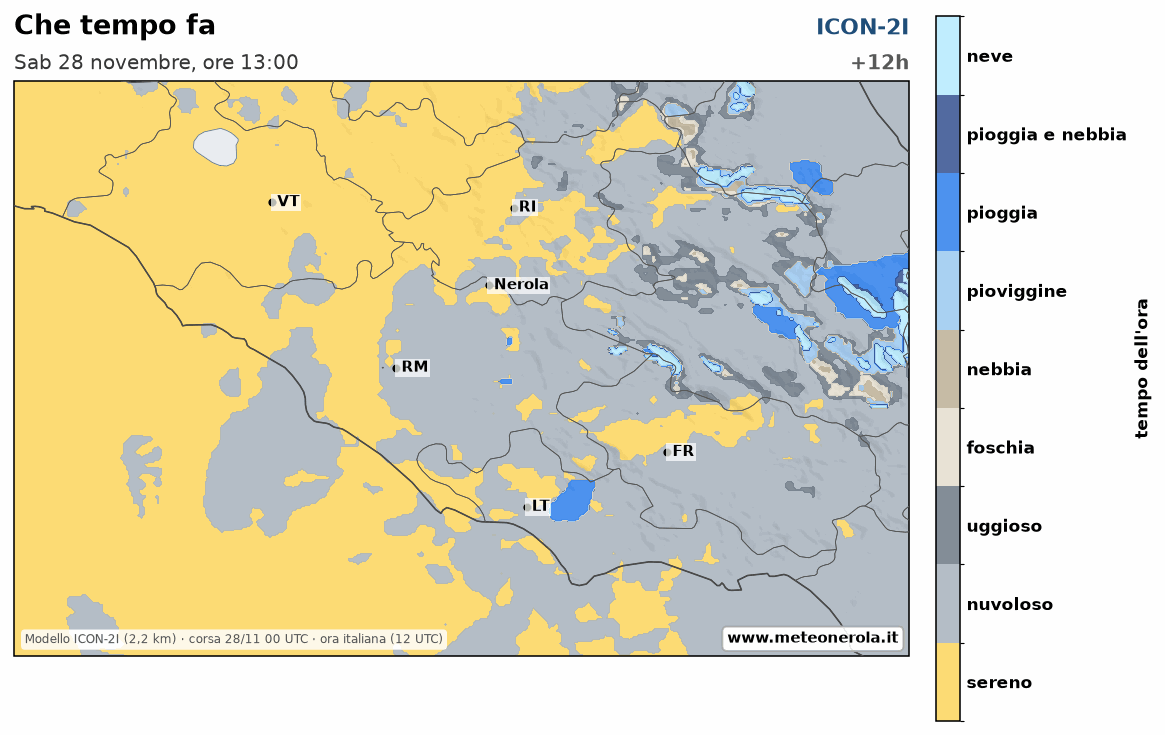 Che tempo fa
ICON-2I
Sab 28 novembre, ore 13:00
+12h
VT
RI
Nerola
RM
FR
LT
Modello ICON-2I (2,2 km) · corsa 28/11 00 UTC · ora italiana (12 UTC)
www.meteonerola.it
neve
pioggia e nebbia
pioggia
pioviggine
nebbia
foschia
uggioso
nuvoloso
sereno
tempo dell'ora